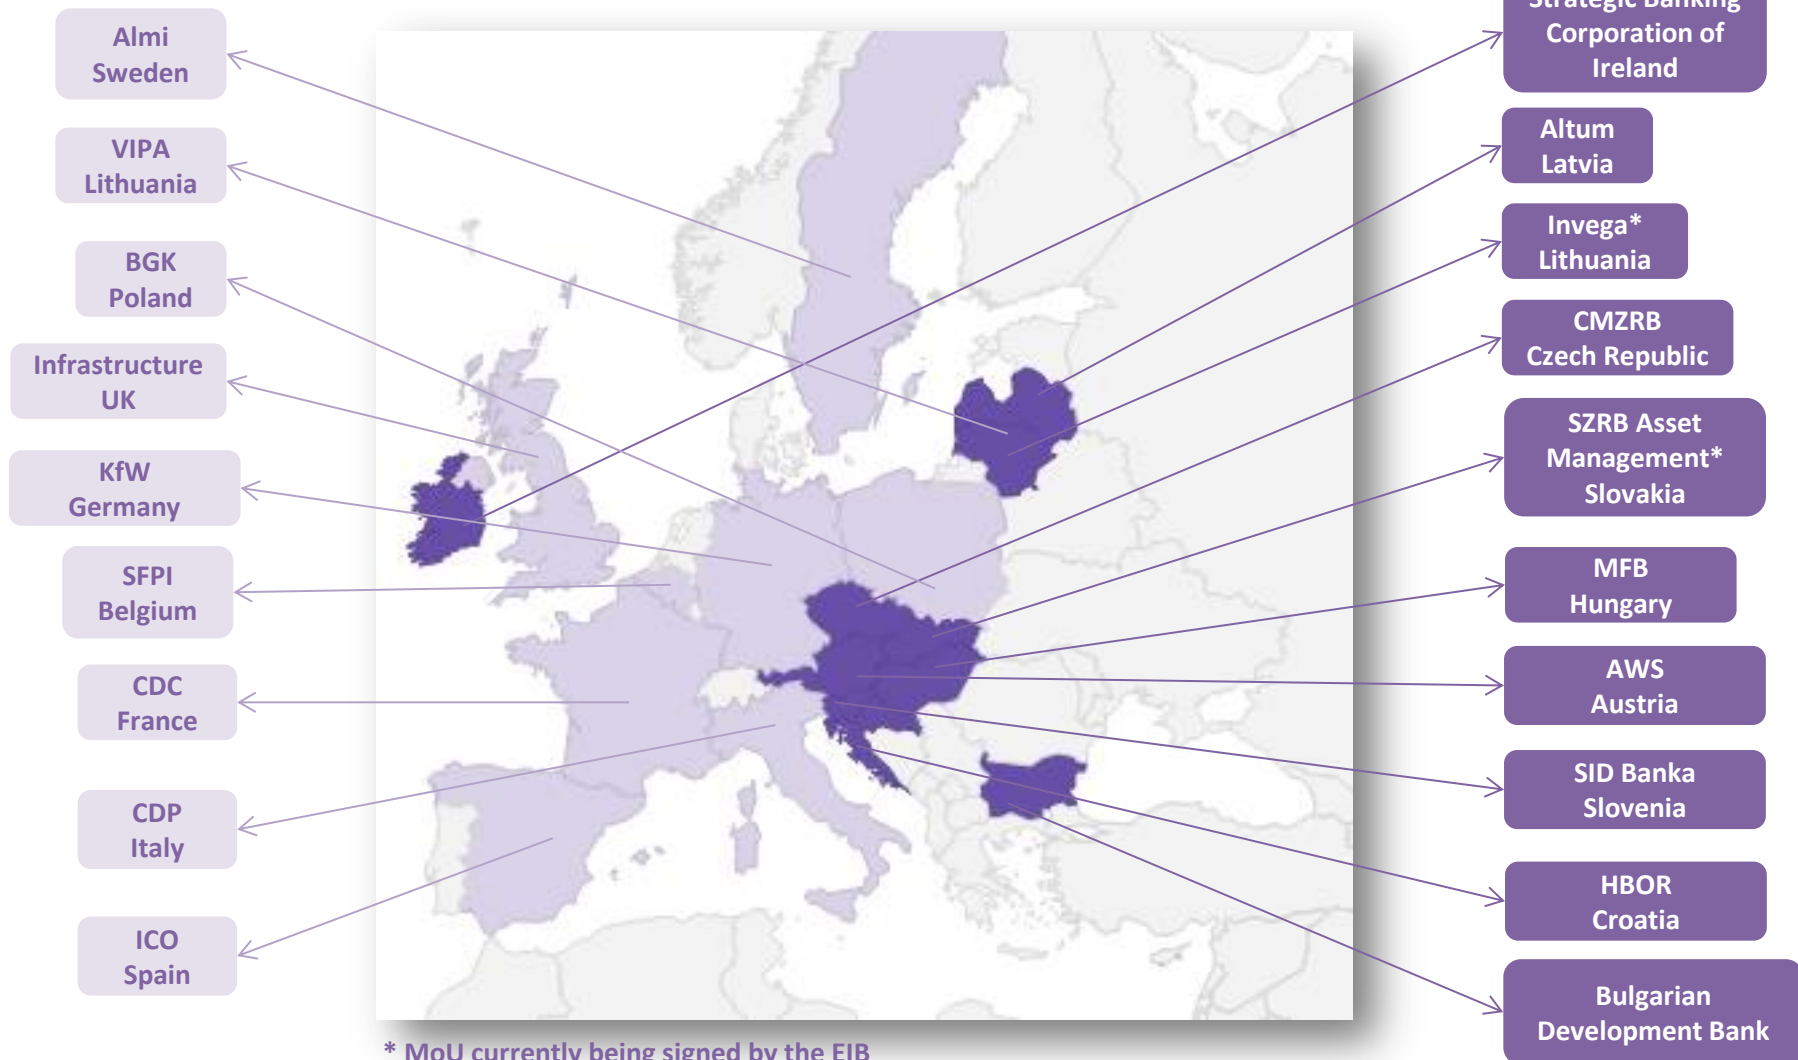 Almi
Sweden
VIPA
Lithuania
BGK
Poland
Infrastructure
UK
KfW
Germany
SFPI
Belgium
CDC
France
CDP
Italy
ICO
Spain
Strategic Banking
Corporation of
Ireland
Altum
Latvia
Invega*
Lithuania
CMZRB
Czech Republic
SZRB Asset
Management*
Slovakia
MFB
Hungary
AWS
Austria
SID Banka
Slovenia
HBOR
Croatia
Bulgarian
Development Bank
* MoU currently being signed by the EIB